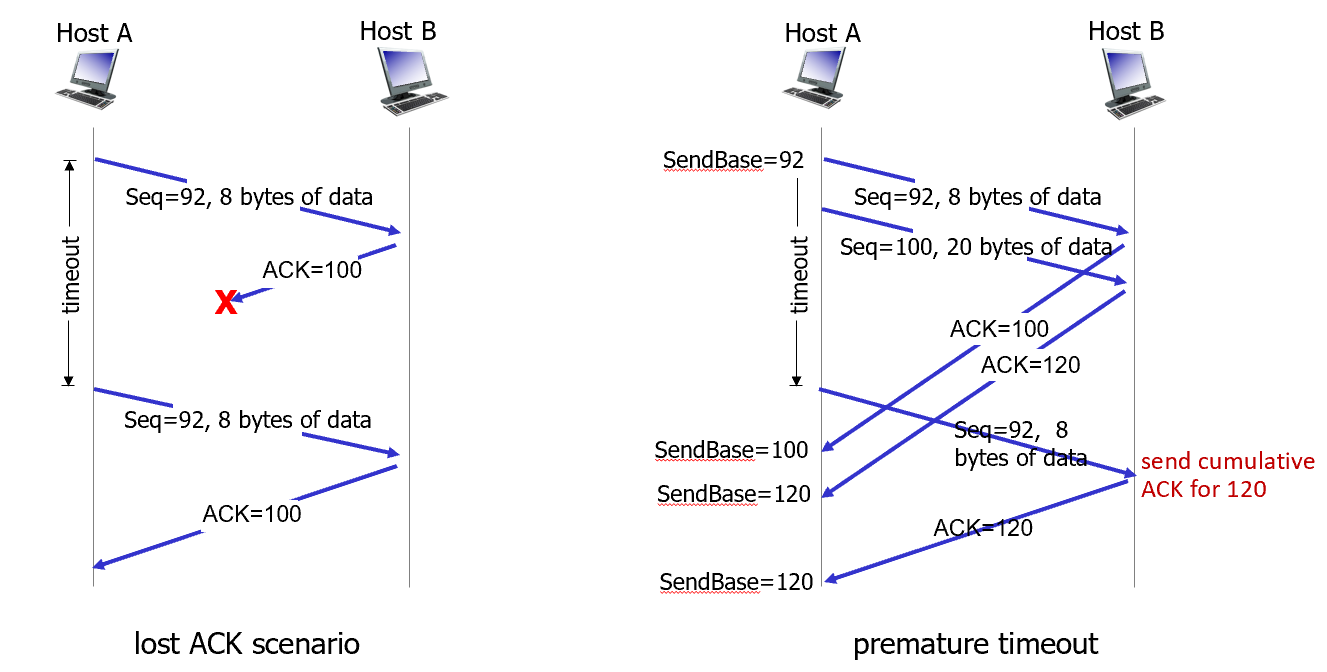 Host A
Host B
timeout
Seq=92, 8 bytes of data
ACK=100
X
Seq=92, 8 bytes of data
ACK=100
lost ACK scenario
Host A
Host B
SendBase=92
timeout
Seq=92, 8 bytes of data
Seq=100, 20 bytes of data
ACK=100
ACK=120
Seq=92, 8
bytes of data
SendBase=100
SendBase=120
send cumulative
ACK for 120
ACK=120
SendBase=120
premature timeout